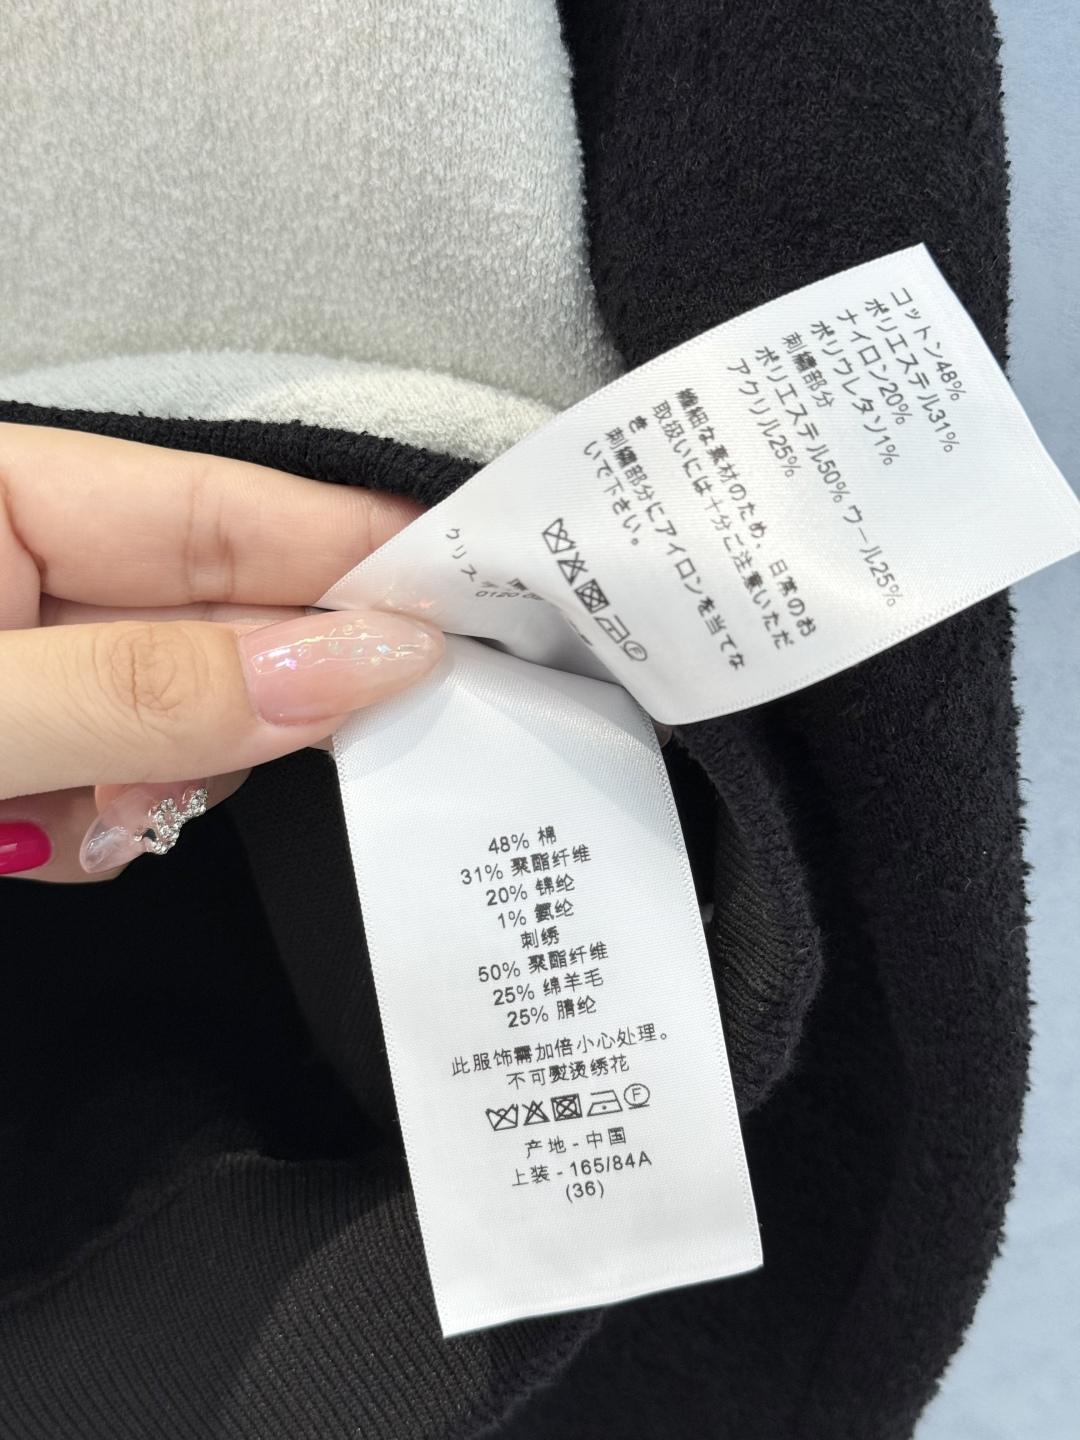 コットン48%
ポリエステル31%
ナイロン20%
ポリウレタン1%
刺繍部分
ポリエステル50% ウール25%
アクリル25%
繊細な素材のため、日常のお
取扱いには十分ご注意いただ
き
刺繍部分にアイロンを当てな
いで下さい。
F
クリス
0120
48% 棉
31% 聚酯纤维
20% 锦纶
1% 氨纶
刺绣
50% 聚酯纤维
25% 绵羊毛
25% 腈纶
此服饰需加倍小心处理。
不可熨烫绣花
F
产地 - 中国
上装 - 165/84A
(36)